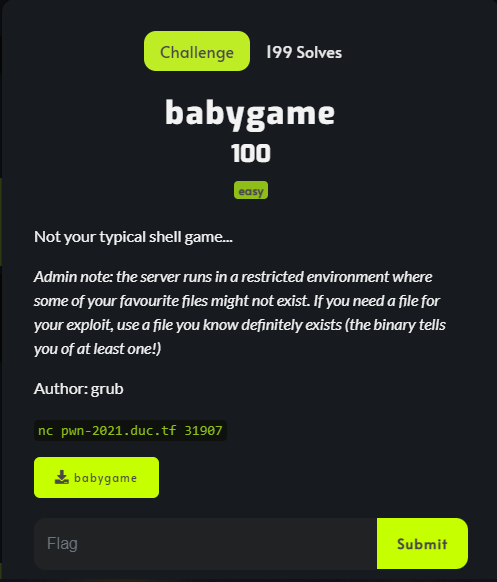 Challenge 199 Solves
babygame
100
easy
Not your typical shell game...
Admin note: the server runs in a restricted environment where
some of your favourite files might not exist. If you need a file for
your exploit, use a file you know definitely exists (the binary tells
you of at least one!)
Author: grub
nc pwn-2021.duc.tf 31907
babygame
Flag Submit